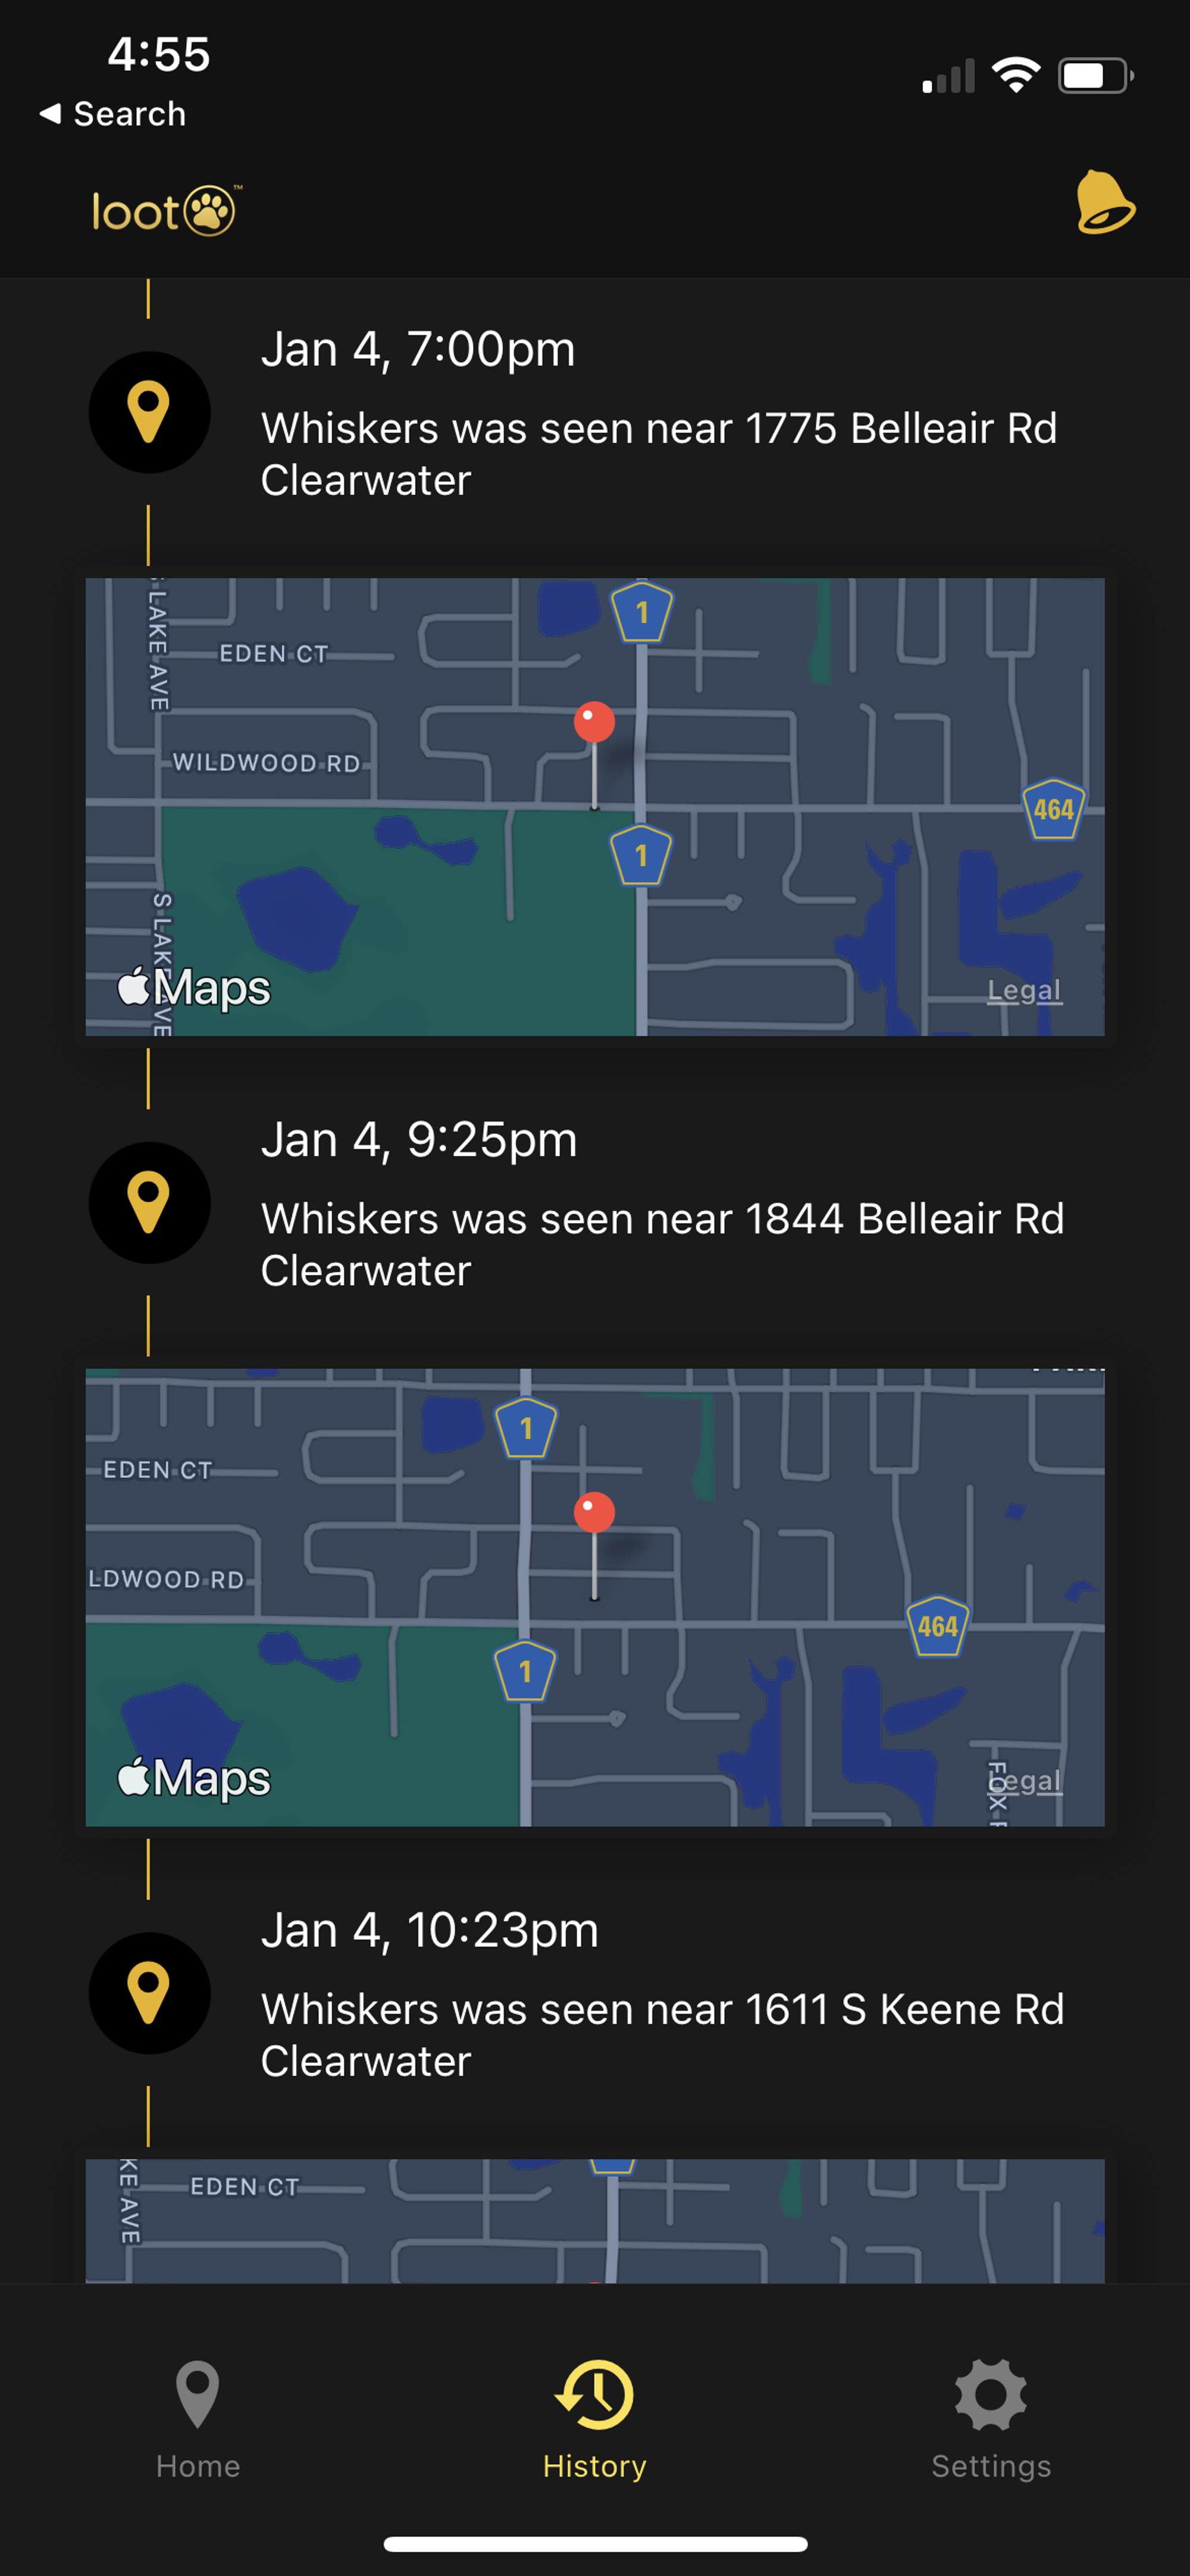 4:55
◀ Search
loot™
Jan 4, 7:00pm
Whiskers was seen near 1775 Belleair Rd
Clearwater
S LAKE AVE
EDEN CT
1
WILDWOOD RD
464
1
S LAKE AVE
Maps
Legal
Jan 4, 9:25pm
Whiskers was seen near 1844 Belleair Rd
Clearwater
1
EDEN CT
LDWOOD RD
464
1
Maps
Legal
FOX
Jan 4, 10:23pm
Whiskers was seen near 1611 S Keene Rd
Clearwater
KE AVE
EDEN CT
Home
History
Settings